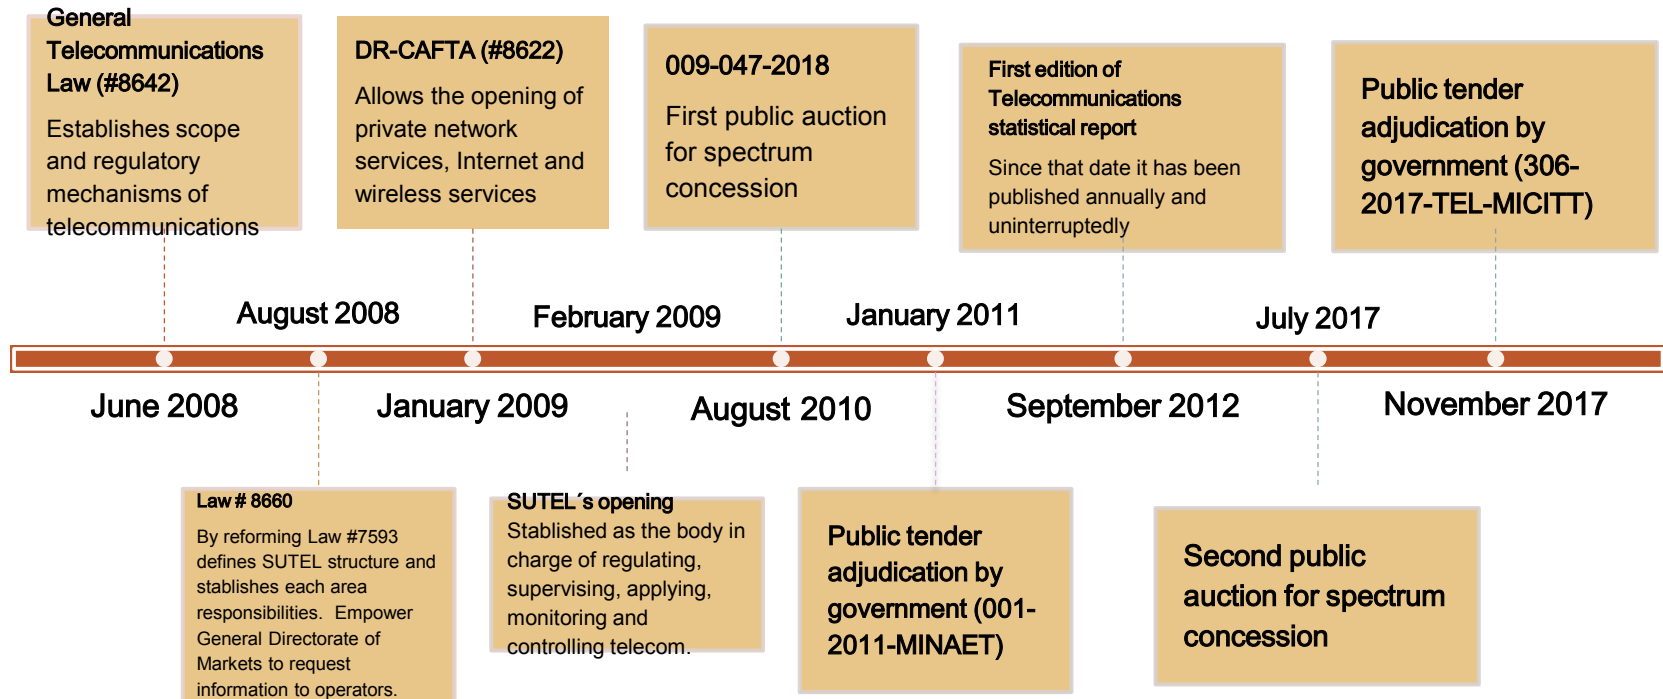 General
Telecommunications
Law (#8642)
Establishes scope
and regulatory
mechanisms of
telecommunications
DR-CAFTA (#8622)
Allows the opening of
private network
services, Internet and
wireless services
009-047-2018
First public auction
for spectrum
concession
First edition of
Telecommunications
statistical report
Since that date it has been
published annually and
uninterruptedly
Public tender
adjudication by
government (306-
2017-TEL-MICITT)
August 2008
February 2009
January 2011
July 2017
June 2008
January 2009
August 2010
September 2012
November 2017
Law # 8660
By reforming Law #7593
defines SUTEL structure and
stablishes each area
responsibilities. Empower
General Directorate of
Markets to request
information to operators.
SUTEL´s opening
Stablished as the body in
charge of regulating,
supervising, applying,
monitoring and
controlling telecom.
Public tender
adjudication by
government (001-
2011-MINAET)
Second public
auction for spectrum
concession